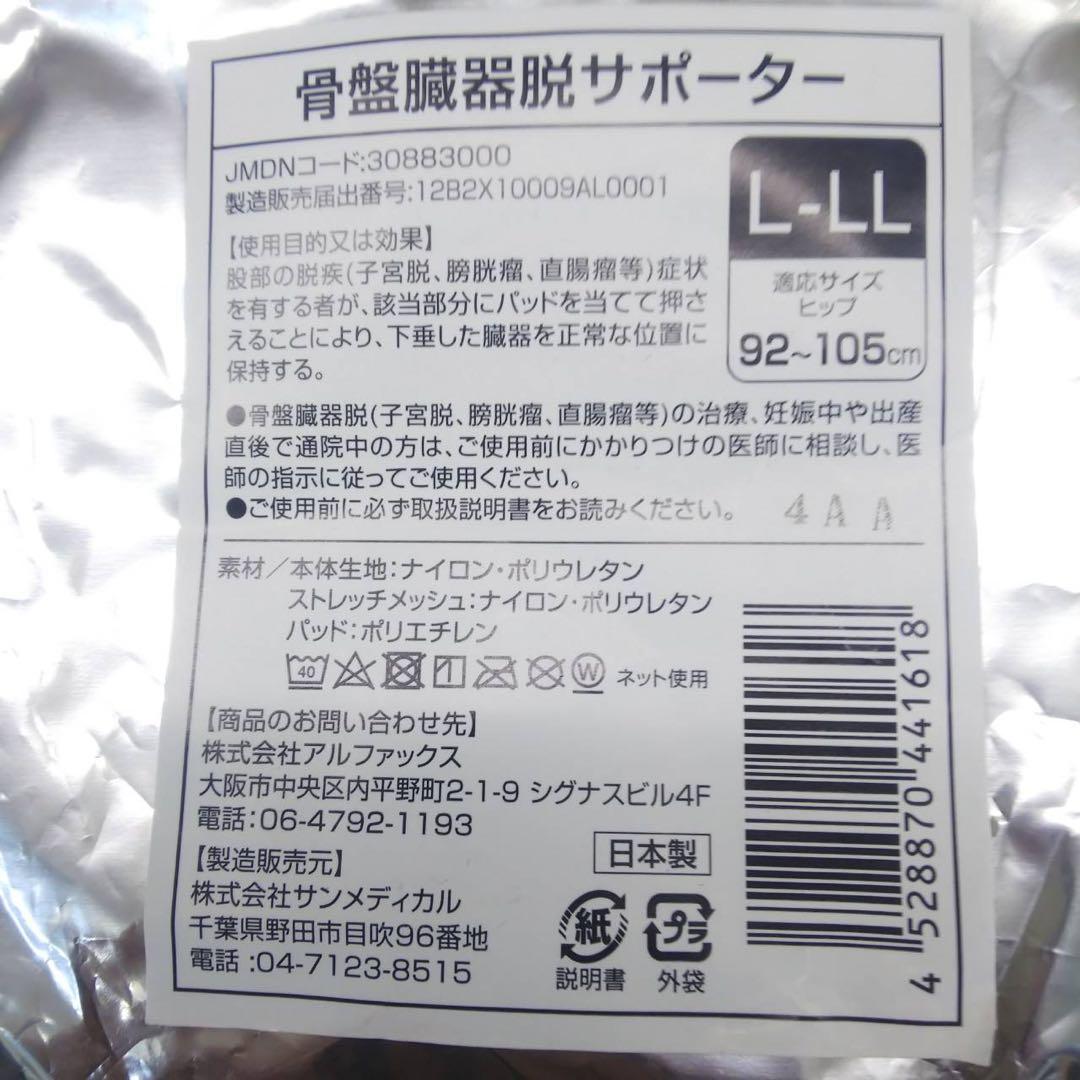 骨盤臓器脱サポーター
JMDNコード:30883000
製造販売届出番号:12B2X10009AL0001
L-LL
適応サイズ
ヒップ
92~105cm
【使用目的又は効果】
股部の脱疾(子宮脱、膀胱瘤、直腸瘤等)症状
を有する者が、該当部分にパッドを当てて押さ
えることにより、下垂した臓器を正常な位置に
保持する。
●骨盤臓器脱(子宮脱、膀胱瘤、直腸瘤等)の治療、妊娠中や出産
直後で通院中の方は、ご使用前にかかりつけの医師に相談し、医
師の指示に従ってご使用ください。
●ご使用前に必ず取扱説明書をお読みください。
4AA
素材/本体生地:ナイロン・ポリウレタン
ストレッチメッシュ:ナイロン・ポリウレタン
パッド:ポリエチレン
40 W ネット使用
【商品のお問い合わせ先】
株式会社アルファックス
大阪市中央区内平野町2-1-9 シグナスビル4F
電話:06-4792-1193
【製造販売元】
株式会社サンメディカル
千葉県野田市目吹96番地
電話:04-7123-8515
日本製
紙
説明書
プラ
外袋
4528870441618